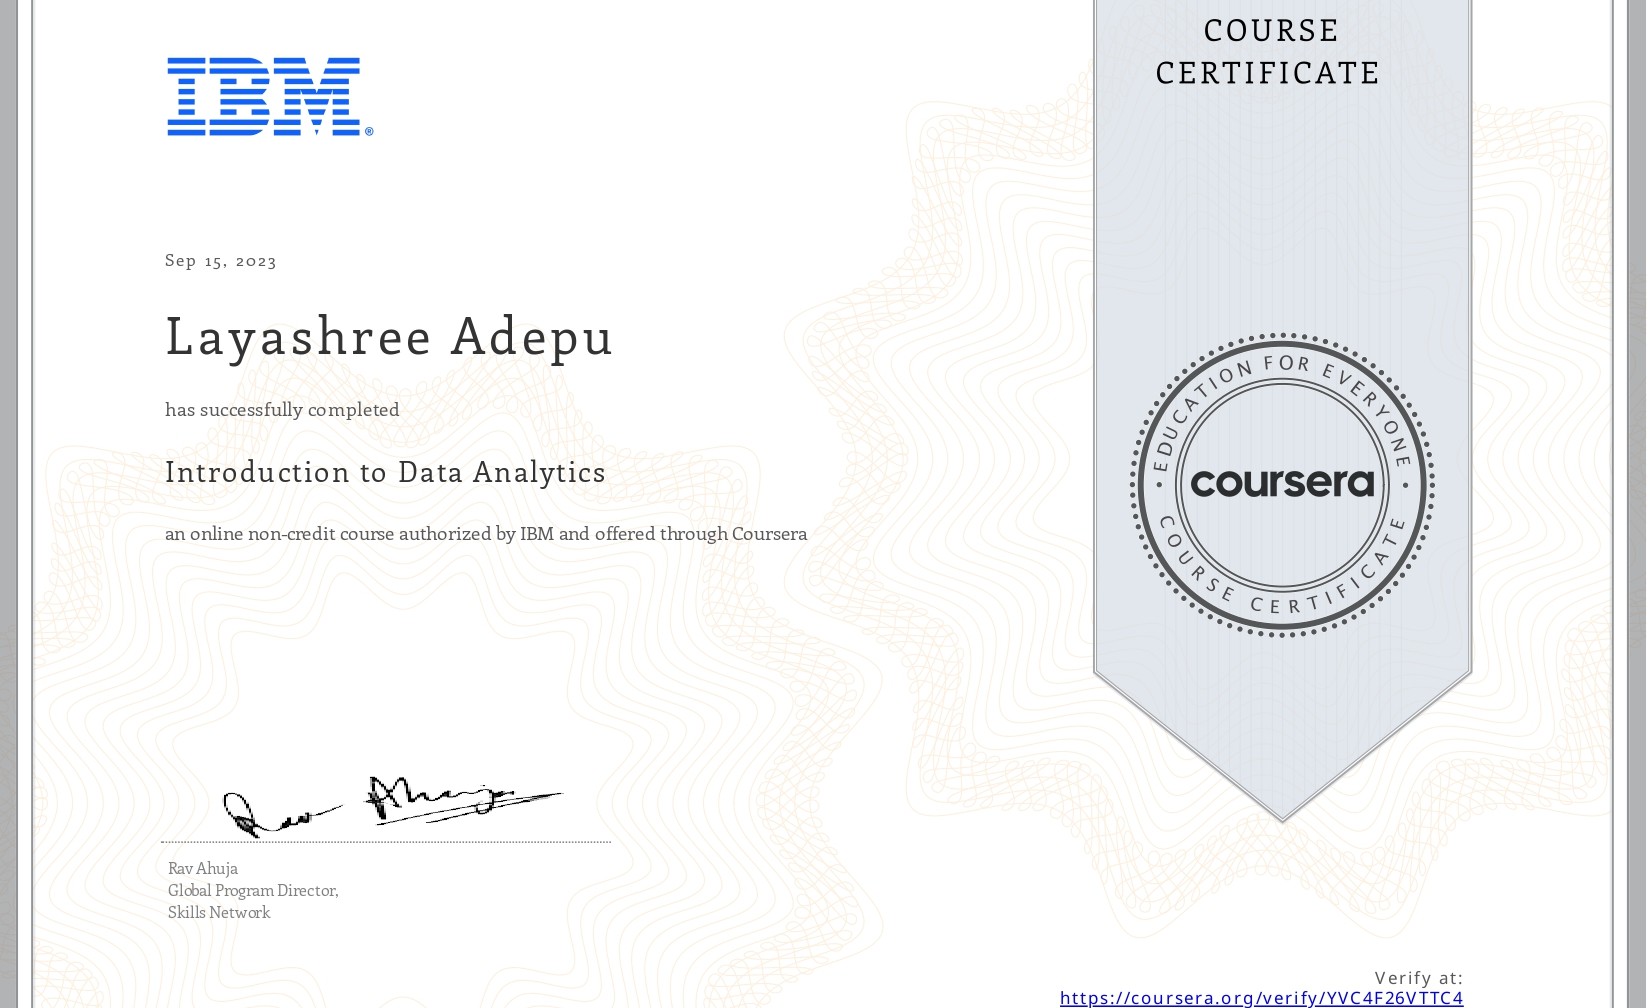 IBM®
COURSE
CERTIFICATE
Sep 15, 2023
Layashree Adepu
has successfully completed
Introduction to Data Analytics
an online non-credit course authorized by IBM and offered through Coursera
EDUCATION FOR EVERYONE
coursera
COURSE CERTIFICATE
Rav Ahuja
Global Program Director,
Skills Network
Verify at:
https://coursera.org/verify/YVC4F26VTTC4